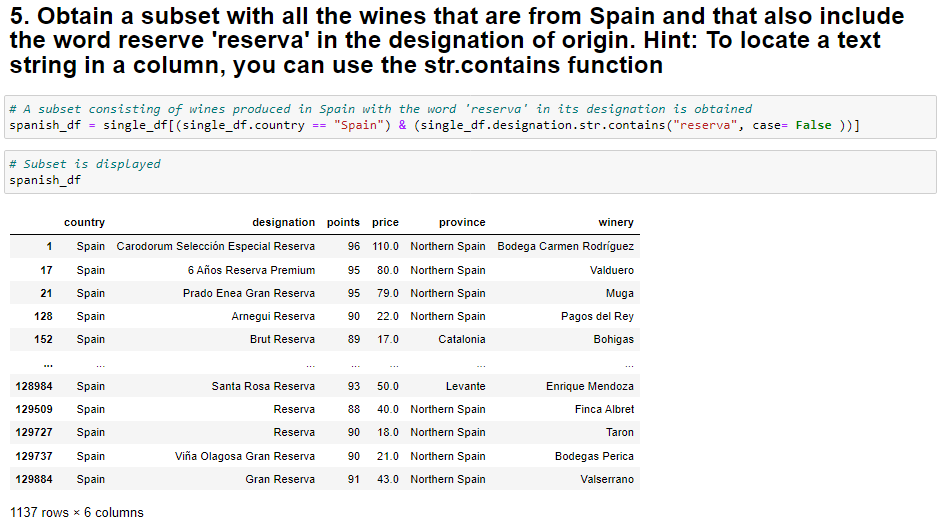 5. Obtain a subset with all the wines that are from Spain and that also include
the word reserve 'reserva' in the designation of origin. Hint: To locate a text
string in a column, you can use the str.contains function
# A subset consisting of wines produced in Spain with the word 'reserva' in its designation is obtained
spanish_df = single_df[(single_df.country == "Spain") & (single_df.designation.str.contains("reserva", case= False ))]
# Subset is displayed
spanish_df
country designation points price province winery
1 Spain Carodorum Selección Especial Reserva 96 110.0 Northern Spain Bodega Carmen Rodríguez
17 Spain 6 Años Reserva Premium 95 80.0 Northern Spain Valduero
21 Spain Prado Enea Gran Reserva 95 79.0 Northern Spain Muga
128 Spain Arnegui Reserva 90 22.0 Northern Spain Pagos del Rey
152 Spain Brut Reserva 89 17.0 Catalonia Bohigas
... ... ... ... ... ... ...
128984 Spain Santa Rosa Reserva 93 50.0 Levante Enrique Mendoza
129509 Spain Reserva 88 40.0 Northern Spain Finca Albret
129727 Spain Reserva 90 18.0 Northern Spain Taron
129737 Spain Viña Olagosa Gran Reserva 90 21.0 Northern Spain Bodegas Perica
129884 Spain Gran Reserva 91 43.0 Northern Spain Valserrano
1137 rows × 6 columns